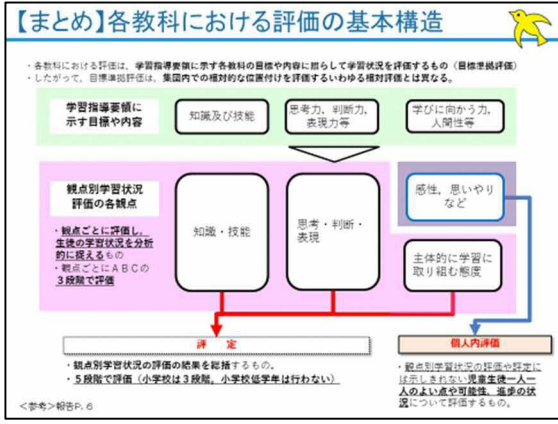 【まとめ】各教科における評価の基本構造
・各教科における評価は、学習指導要領に示す各教科の目標や内容に照らして学習状況を評価するもの（目標準拠評価）
・したがって、目標準拠評価は、集団内での相対的な位置付けを評価するいわゆる相対評価とは異なる。
学習指導要領に
示す目標や内容
知識及び技能
思考力、判断力、
表現力等
学びに向かう力、
人間性等
観点別学習状況
評価の各観点
・観点ごとに評価し、
生徒の学習状況を分析
的に捉えるもの
・観点ごとにＡＢＣの
３段階で評価
知識・技能
思考・判断・
表現
感性、思いやり
など
主体的に学習に
取り組む態度
評 定
・観点別学習状況の評価の結果を総括するもの。
・５段階で評価（小学校は３段階。小学校低学年は行わない）
個人内評価
・観点別学習状況の評価や評定に
は示しきれない児童生徒一人一
人のよい点や可能性、進歩の状
況について評価するもの。
＜参考＞報告P. 6